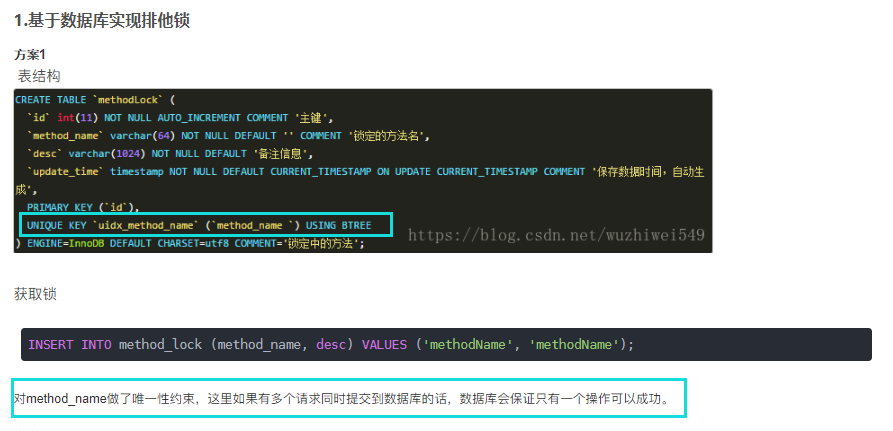 1.基于数据库实现排他锁
方案1
表结构
CREATE TABLE `methodLock` (
`id` int(11) NOT NULL AUTO_INCREMENT COMMENT '主键',
`method_name` varchar(64) NOT NULL DEFAULT '' COMMENT '锁定的方法名',
`desc` varchar(1024) NOT NULL DEFAULT '备注信息',
`update_time` timestamp NOT NULL DEFAULT CURRENT_TIMESTAMP ON UPDATE CURRENT_TIMESTAMP COMMENT '保存数据时间，自动生
成',
PRIMARY KEY (`id`),
UNIQUE KEY `uidx_method_name` (`method_name `) USING BTREE
) ENGINE=InnoDB DEFAULT CHARSET=utf8 COMMENT='锁定中的方法';
https://blog.csdn.net/wuzhiwei549
获取锁
INSERT INTO method_lock (method_name, desc) VALUES ('methodName', 'methodName');
对method_name做了唯一性约束，这里如果有多个请求同时提交到数据库的话，数据库会保证只有一个操作可以成功。